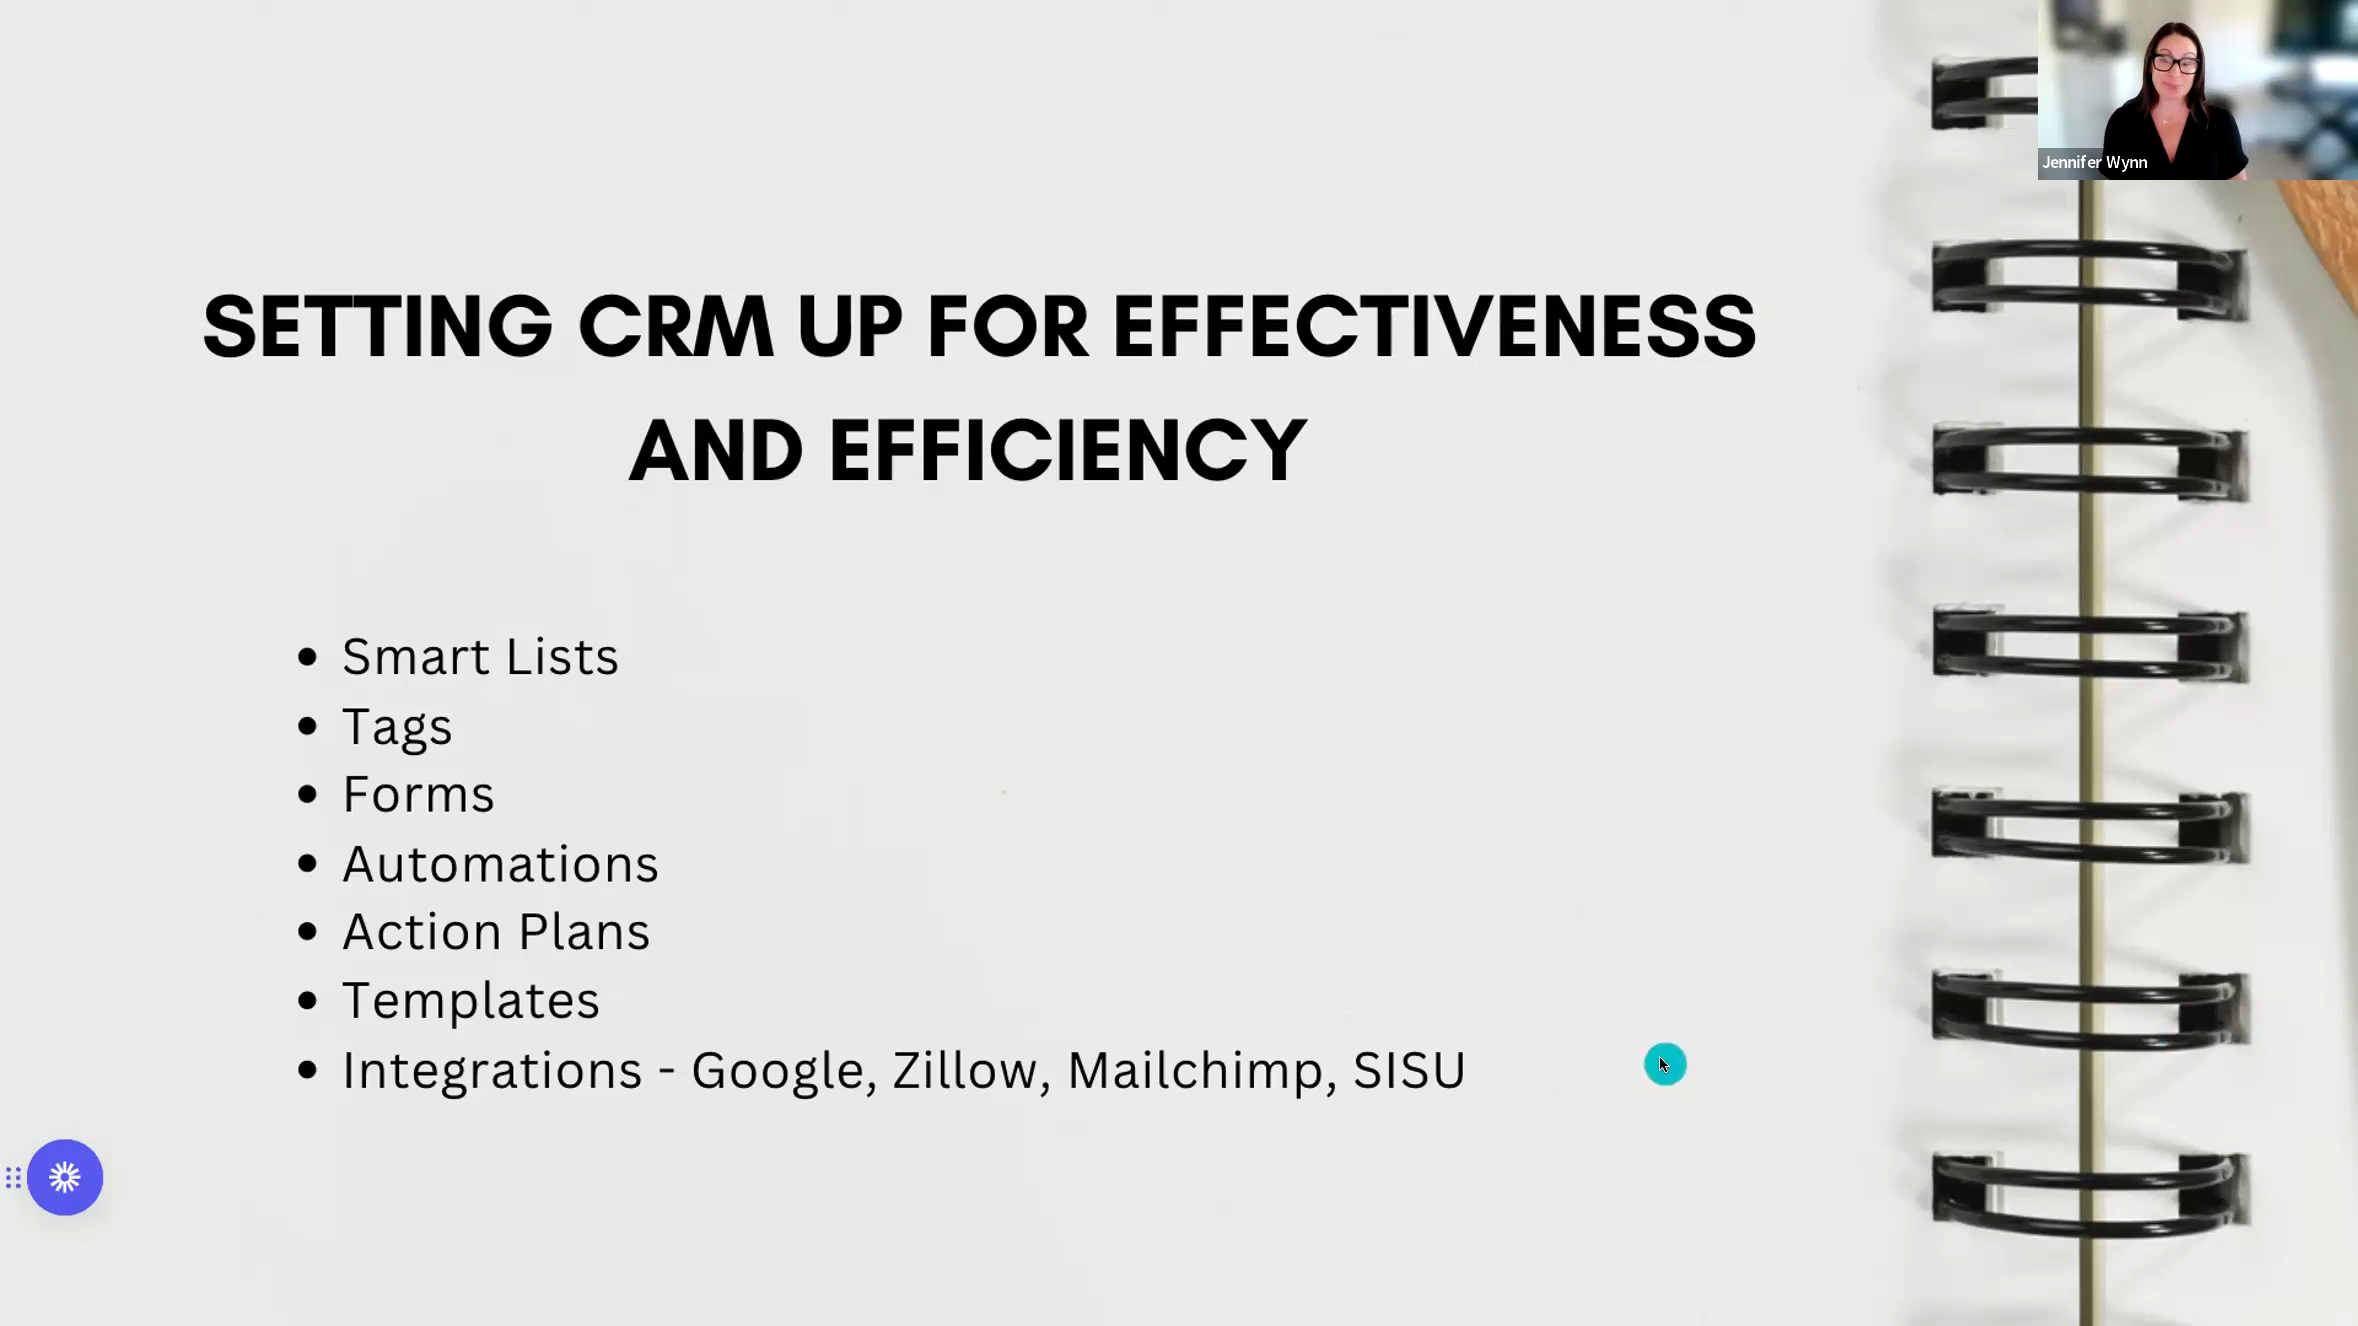 Jennifer Wynn
SETTING CRM UP FOR EFFECTIVENESS
AND EFFICIENCY
• Smart Lists
• Tags
• Forms
• Automations
• Action Plans
• Templates
• Integrations - Google, Zillow, Mailchimp, SISU